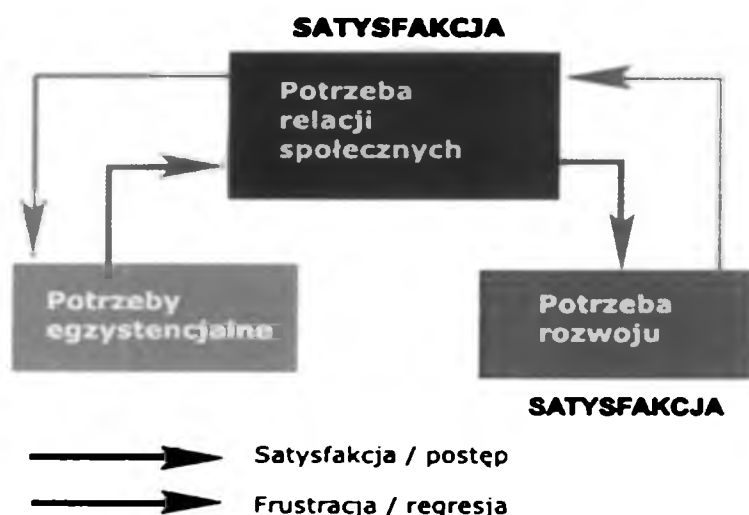 SATYSFAKCJA
Potrzeba
relacji
społecznych
Potrzeby
egzystencjalne
Potrzeba
rozwoju
SATYSFAKCJA
Satysfakcja / postęp
Frustracja / regresja